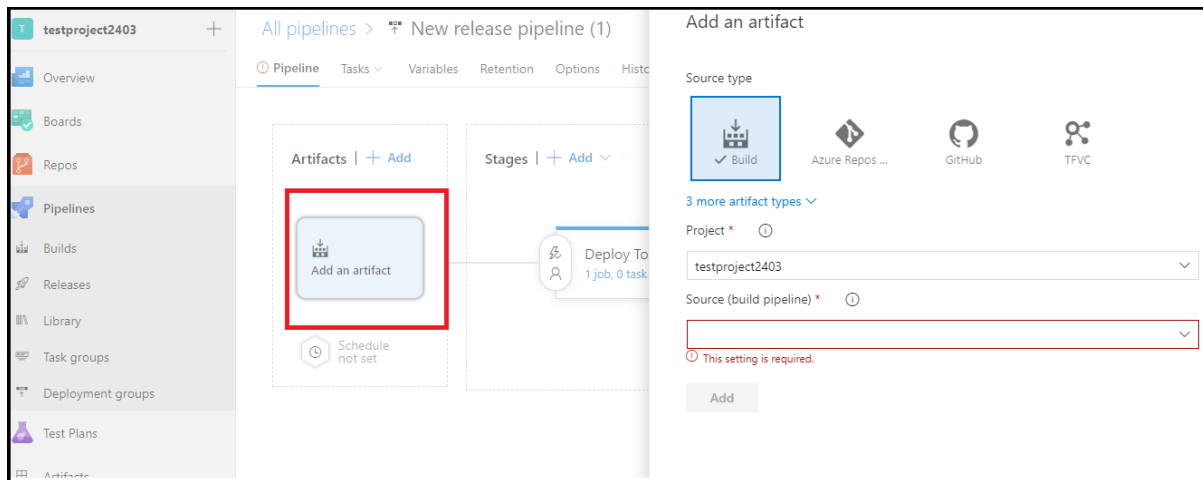 T testproject2403
Overview
Boards
Repos
Pipelines
Builds
Releases
Library
Task groups
Deployment groups
Test Plans
Artifacts
All pipelines > New release pipeline (1)
Pipeline Tasks Variables Retention Options Histo
Artifacts | + Add
Add an artifact
Schedule
not set
Stages | + Add
Deploy To
1 job, 0 task
Add an artifact
Source type
Build Azure Repos ... GitHub TFVC
3 more artifact types
Project *
testproject2403
Source (build pipeline) *
This setting is required.
Add